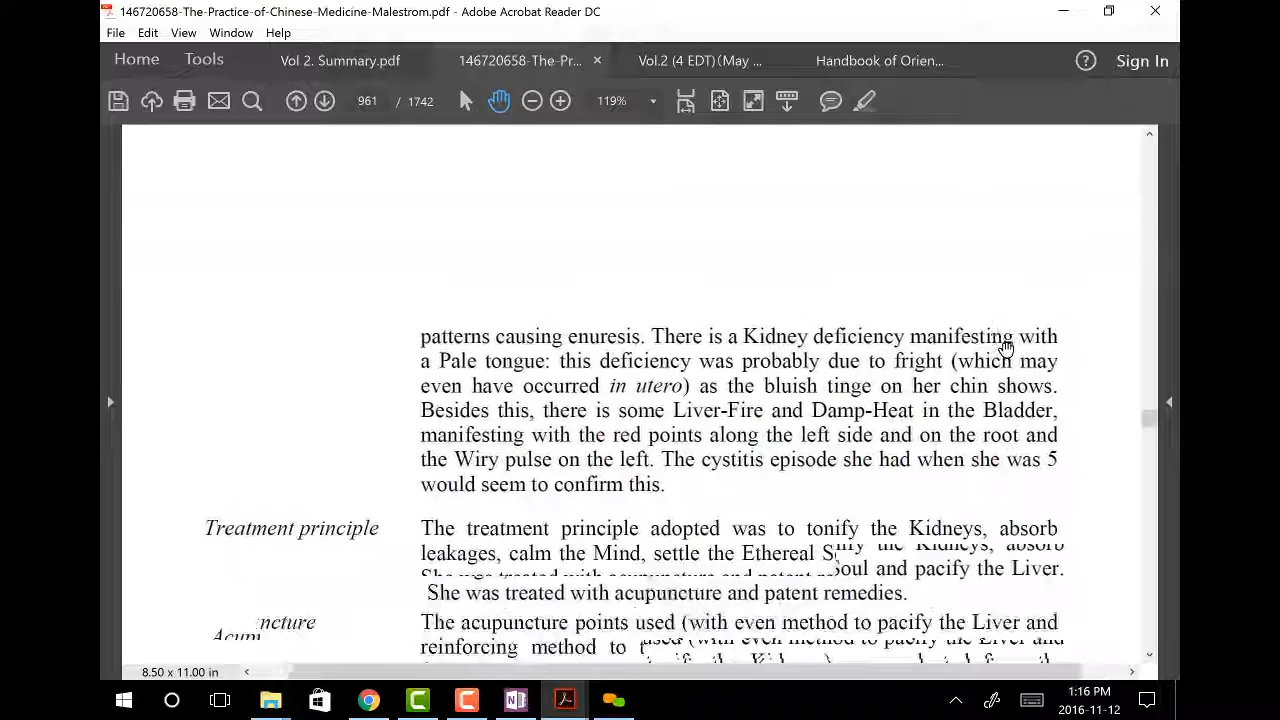 146720658-The-Practice-of-Chinese-Medicine-Malestrom.pdf - Adobe Acrobat Reader DC
File Edit View Window Help
Home Tools Vol 2. Summary.pdf 146720658-The-Pr... × Vol.2 (4 EDT)(May ... Handbook of Orien... Sign In
961 / 1742 119%
patterns causing enuresis. There is a Kidney deficiency manifesting with
a Pale tongue: this deficiency was probably due to fright (which may
even have occurred in utero) as the bluish tinge on her chin shows.
Besides this, there is some Liver-Fire and Damp-Heat in the Bladder,
manifesting with the red points along the left side and on the root and
the Wiry pulse on the left. The cystitis episode she had when she was 5
would seem to confirm this.
Treatment principle The treatment principle adopted was to tonify the Kidneys, absorb
leakages, calm the Mind, settle the Ethereal Soul and pacify the Liver.
She was treated with acupuncture and patent remedies.
Acupuncture The acupuncture points used (with even method to pacify the Liver and
reinforcing method to
8.50 x 11.00 in
1:16 PM
2016-11-12